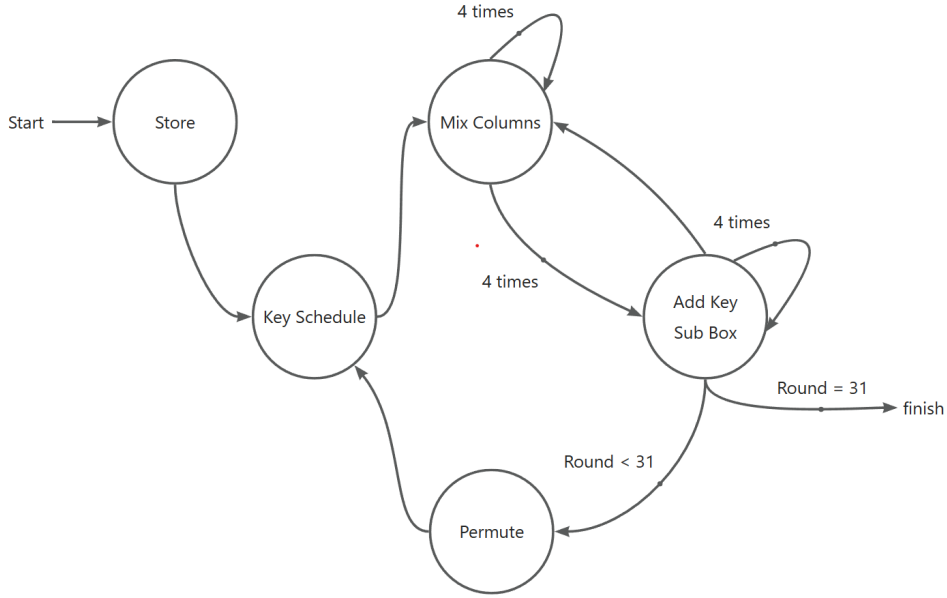 4 times
Start
Store
Mix Columns
4 times
4 times
Key Schedule
Add Key
Sub Box
Round = 31
finish
Round < 31
Permute